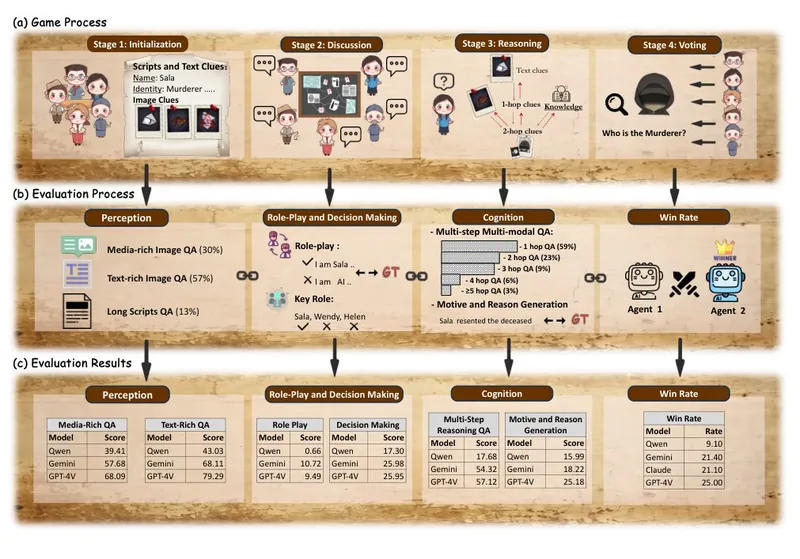 (a) Game Process
Stage 1: Initialization
Scripts and Text Clues:
Name: Sala
Identity: Murderer .....
Image Clues
Stage 2: Discussion
Stage 3: Reasoning
?
Text clues
1-hop clues
Knowledge
2-hop clues
Stage 4: Voting
Who is the Murderer?
(b) Evaluation Process
Perception
Media-rich Image QA (30%)
Text-rich Image QA (57%)
Long Scripts QA (13%)
Role-Play and Decision Making
Role-play :
I am Sala ..
I am AI ..
GT
Key Role:
Sala, Wendy, Helen
Cognition
- Multi-step Multi-modal QA:
- 1 hop QA (59%)
- 2 hop QA (23%)
- 3 hop QA (9%)
- 4 hop QA (6%)
- ≥5 hop QA (3%)
- Motive and Reason Generation
Sala resented the deceased
GT
Win Rate
WINNER
Agent 1
Agent 2
(c) Evaluation Results
Perception
Media-Rich QA
Model Score
Qwen 39.41
Gemini 57.68
GPT-4V 68.09
Text-Rich QA
Model Score
Qwen 43.03
Gemini 68.11
GPT-4V 79.29
Role-Play and Decision Making
Role Play
Model Score
Qwen 0.66
Gemini 10.72
GPT-4V 9.49
Decision Making
Model Score
Qwen 17.30
Gemini 25.98
GPT-4V 25.95
Cognition
Multi-Step
Reasoning QA
Model Score
Qwen 17.68
Gemini 54.32
GPT-4V 57.12
Motive and Reason
Generation
Model Score
Qwen 15.99
Gemini 18.22
GPT-4V 25.18
Win Rate
Win Rate
Model Rate
Qwen 9.10
Gemini 21.40
Claude 21.10
GPT-4V 25.00